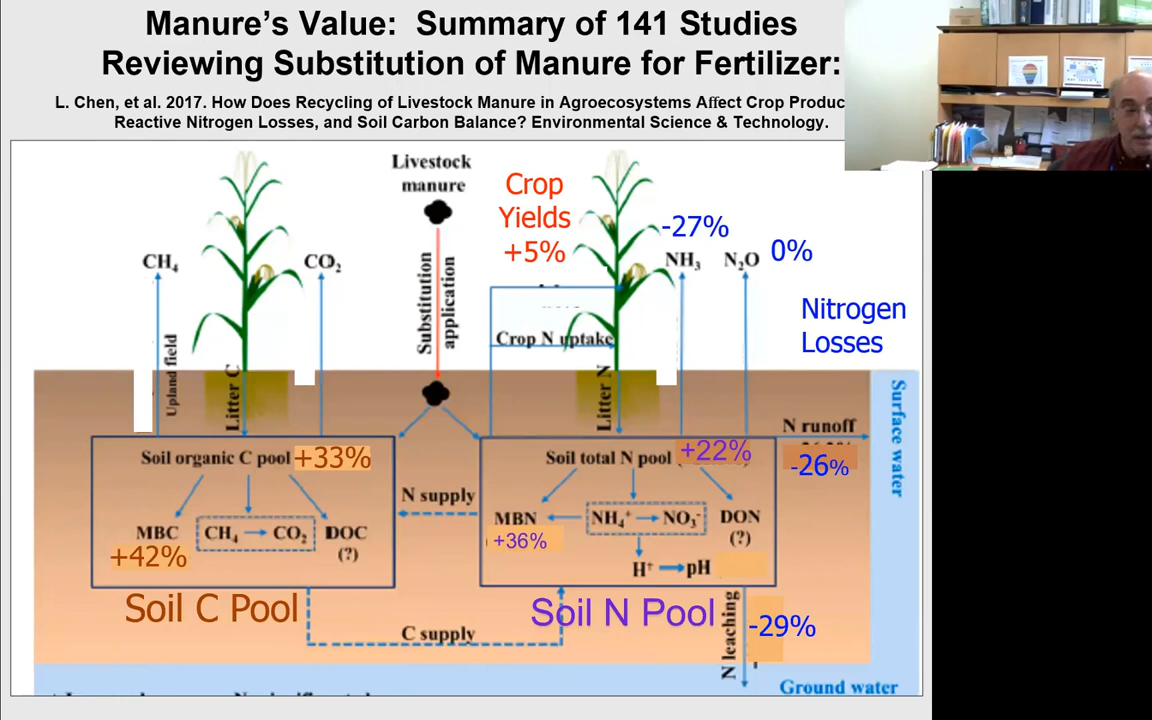 Manure's Value: Summary of 141 Studies
Reviewing Substitution of Manure for Fertilizer:
L. Chen, et al. 2017. How Does Recycling of Livestock Manure in Agroecosystems Affect Crop Produc
Reactive Nitrogen Losses, and Soil Carbon Balance? Environmental Science & Technology.
Livestock
manure
Crop
Yields
+5%
-27%
CH₄
CO₂
NH₃
N₂O
0%
Substitution
application
Nitrogen
Losses
Crop N uptake
Upland field
Litter C
Litter N
Surface water
N runoff
-26%
Soil organic C pool +33%
Soil total N pool +22%
N supply
MBC
+42%
CH₄
CO₂
DOC
(?)
MBN
+36%
NH₄⁺
NO₃⁻
DON
(?)
H⁺
pH
Soil C Pool
Soil N Pool
C supply
N leaching
-29%
Ground water